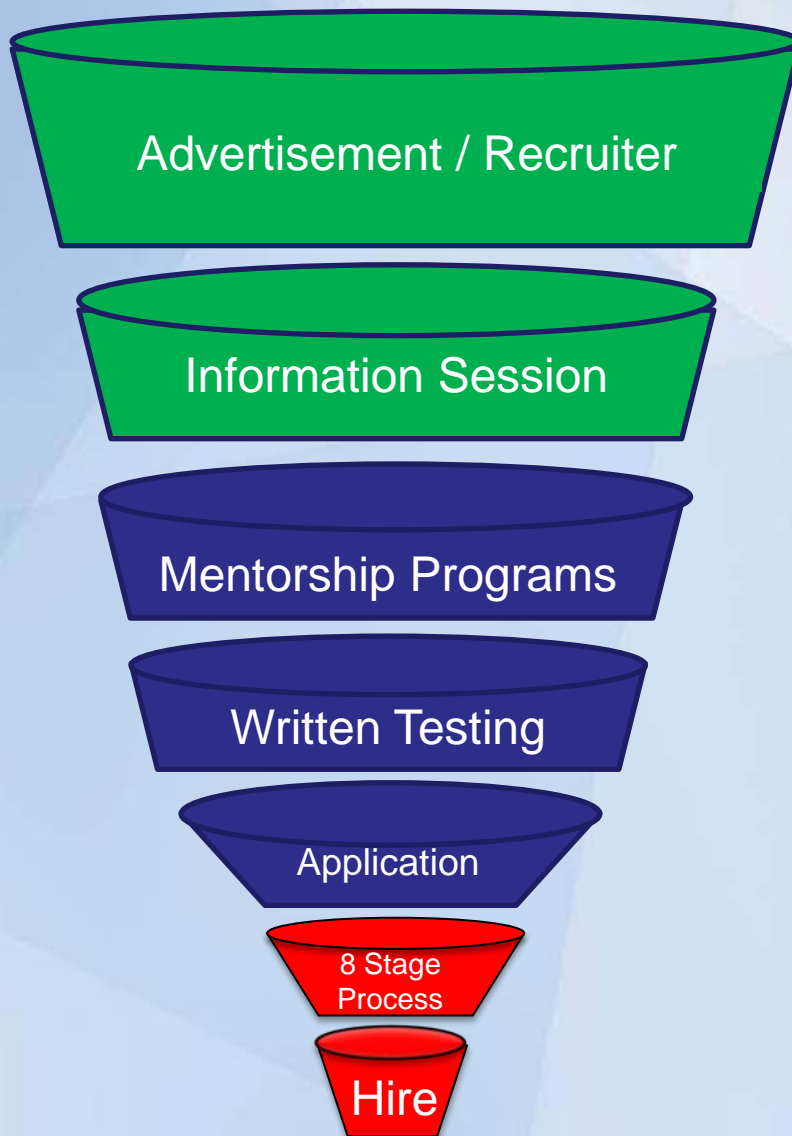 Advertisement / Recruiter
Information Session
Mentorship Programs
Written Testing
Application
8 Stage
Process
Hire